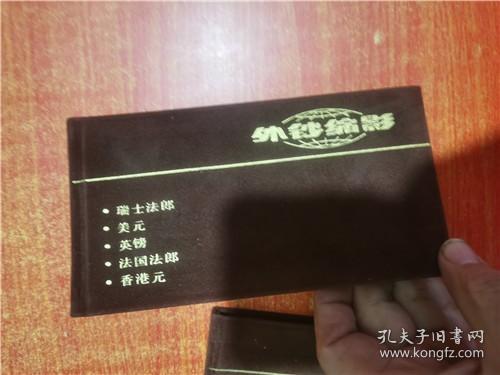 外钞缩影
• 瑞士法郎
• 美元
• 英镑
• 法国法郎
• 香港元
孔夫子旧书网
www.kongfz.com